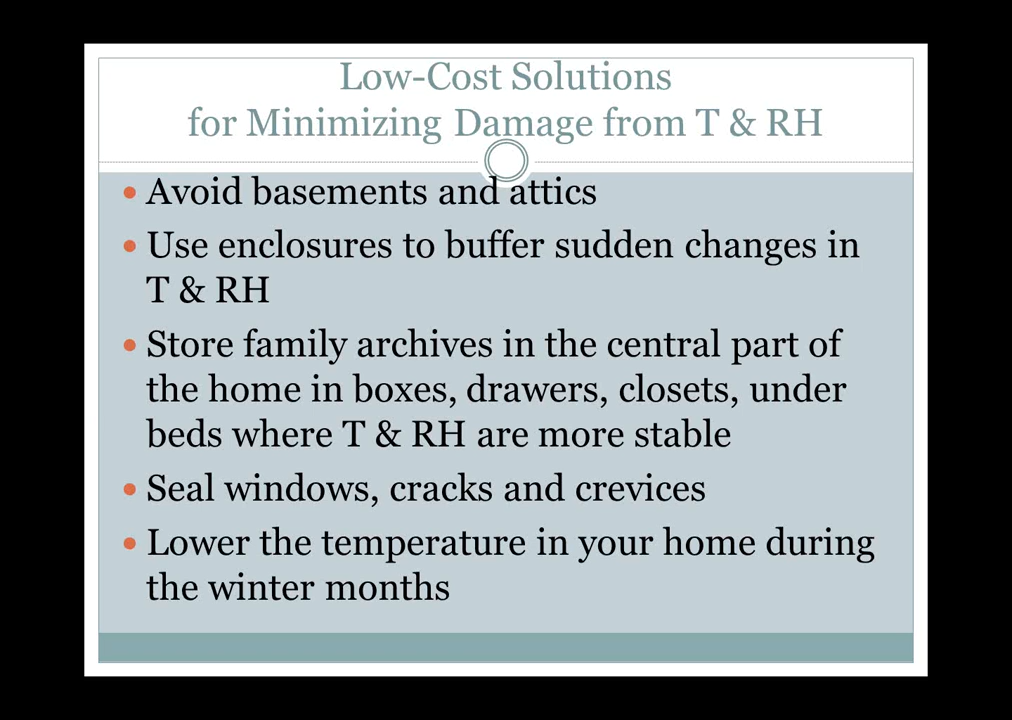 Low-Cost Solutions
for Minimizing Damage from T & RH
• Avoid basements and attics
• Use enclosures to buffer sudden changes in
T & RH
• Store family archives in the central part of
the home in boxes, drawers, closets, under
beds where T & RH are more stable
• Seal windows, cracks and crevices
• Lower the temperature in your home during
the winter months